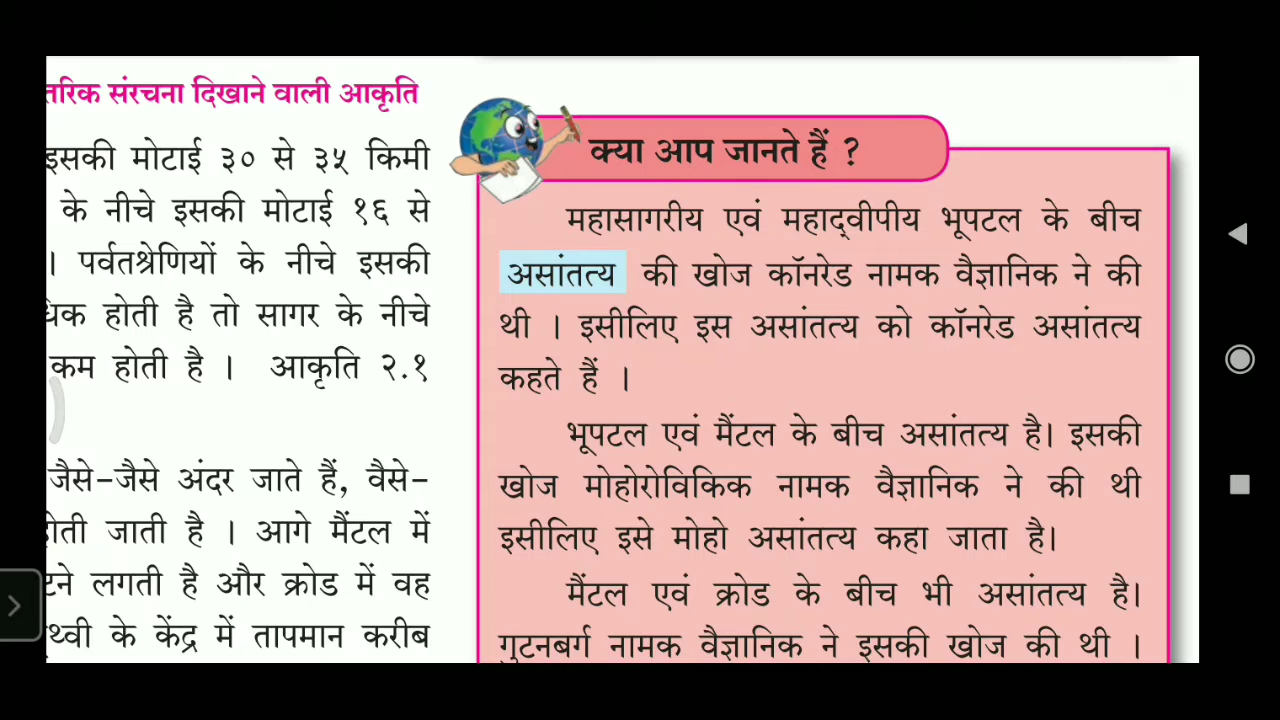 तरिक संरचना दिखाने वाली आकृति
इसकी मोटाई ३० से ३५ किमी
के नीचे इसकी मोटाई १६ से
। पर्वतश्रेणियों के नीचे इसकी
धिक होती है तो सागर के नीचे
कम होती है । आकृति २.१
जैसे-जैसे अंदर जाते हैं, वैसे-
होती जाती है । आगे मैंटल में
टने लगती है और क्रोड में वह
थ्वी के केंद्र में तापमान करीब
क्या आप जानते हैं ?
महासागरीय एवं महाद्वीपीय भूपटल के बीच
असांतत्य की खोज कॉनरेड नामक वैज्ञानिक ने की
थी । इसीलिए इस असांतत्य को कॉनरेड असांतत्य
कहते हैं ।
भूपटल एवं मैंटल के बीच असांतत्य है। इसकी
खोज मोहोरोविकिक नामक वैज्ञानिक ने की थी
इसीलिए इसे मोहो असांतत्य कहा जाता है।
मैंटल एवं क्रोड के बीच भी असांतत्य है।
गुटनबर्ग नामक वैज्ञानिक ने इसकी खोज की थी ।